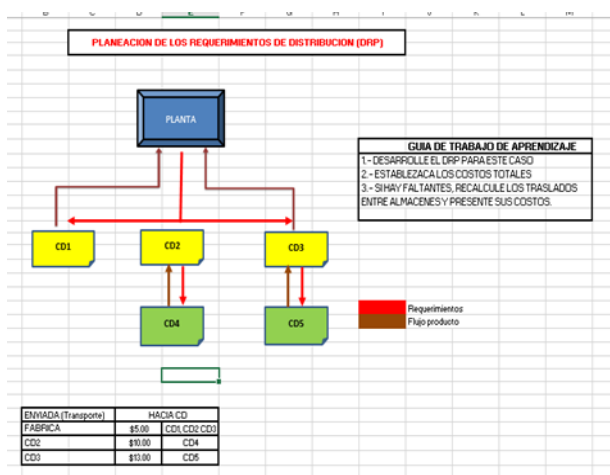 PLANEACION DE LOS REQUERIMIENTOS DE DISTRIBUCION (DRP)
PLANTA
GUIA DE TRABAJO DE APRENDIZAJE
1.- DESARROLLE EL DRP PARA ESTE CASO
2.- ESTABLEZACA LOS COSTOS TOTALES
3.- SI HAY FALTANTES, RECALCULE LOS TRASLADOS
ENTRE ALMACENES Y PRESENTE SUS COSTOS.
CD1 CD2 CD3
CD4 CD5
Requerimientos
Flujo producto
ENVIADA (Transporte) HACIA CD
FABRICA $5.00 CD1, CD2 CD3
CD2 $10.00 CD4
CD3 $13.00 CD5